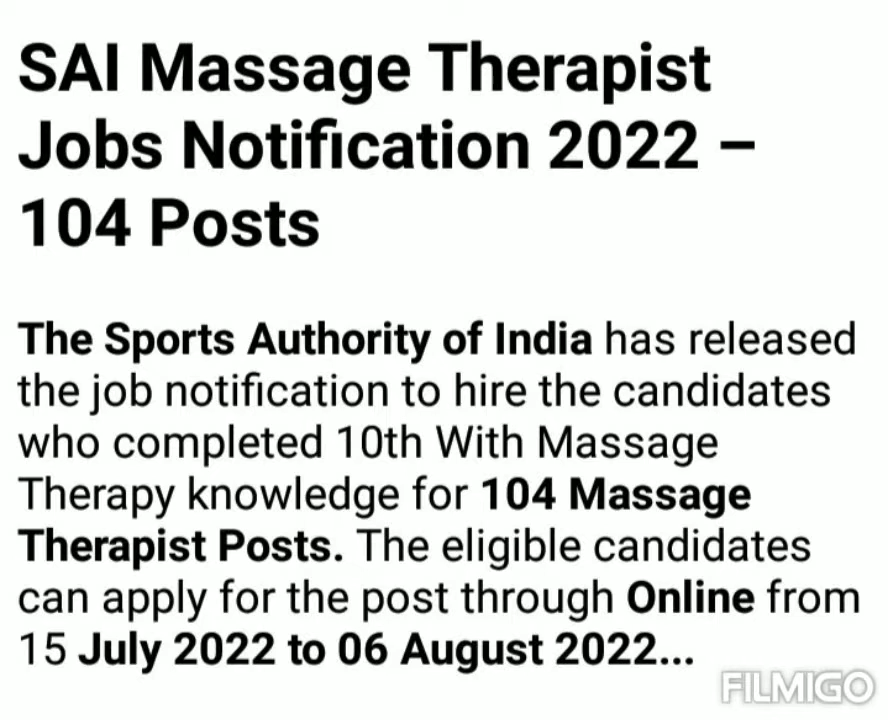 SAI Massage Therapist
Jobs Notification 2022 –
104 Posts
The Sports Authority of India has released
the job notification to hire the candidates
who completed 10th With Massage
Therapy knowledge for 104 Massage
Therapist Posts. The eligible candidates
can apply for the post through Online from
15 July 2022 to 06 August 2022...
FILMIGO